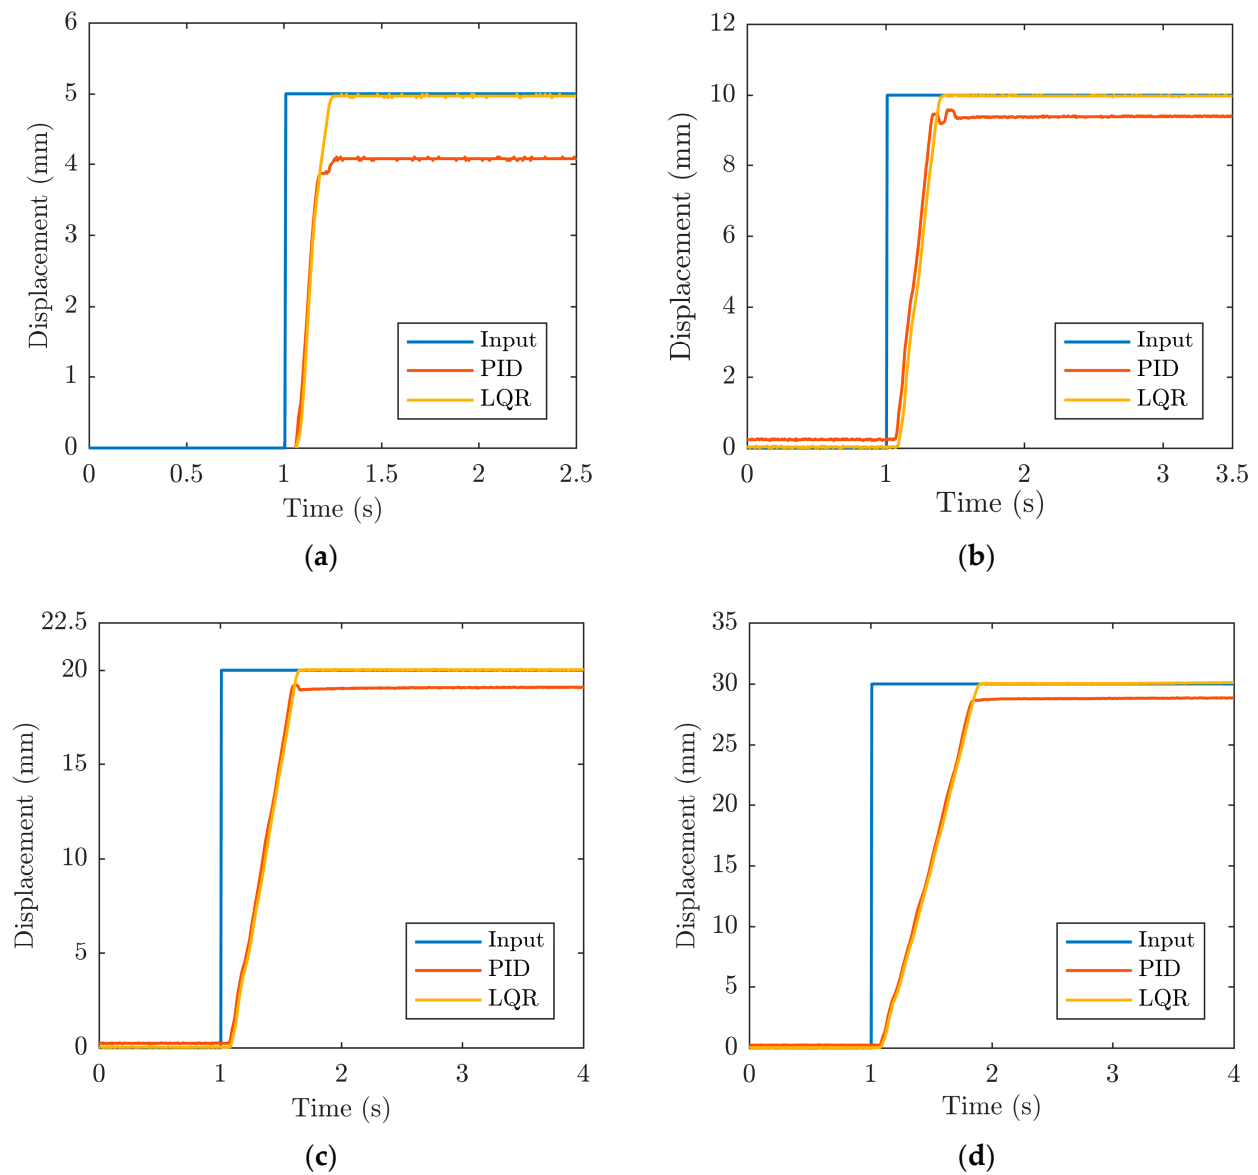 6
5
4
3
2
1
0
0 0.5 1 1.5 2 2.5
Displacement (mm)
Time (s)
Input
PID
LQR
(a)
12
10
8
6
4
2
0
0 1 2 3 3.5
Displacement (mm)
Time (s)
Input
PID
LQR
(b)
22.5
20
15
10
5
0
0 1 2 3 4
Displacement (mm)
Time (s)
Input
PID
LQR
(c)
35
30
25
20
15
10
5
0
0 1 2 3 4
Displacement (mm)
Time (s)
Input
PID
LQR
(d)